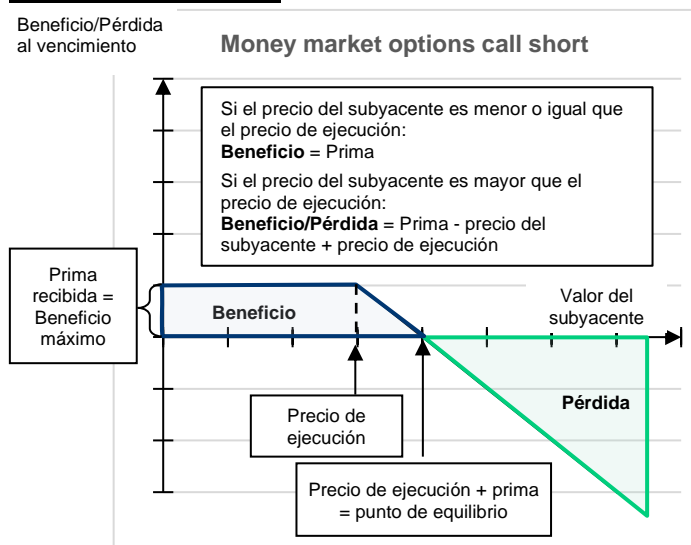 Beneficio/Pérdida
al vencimiento
Money market options call short
Si el precio del subyacente es menor o igual que
el precio de ejecución:
Beneficio = Prima
Si el precio del subyacente es mayor que el
precio de ejecución:
Beneficio/Pérdida = Prima - precio del
subyacente + precio de ejecución
Prima
recibida =
Beneficio
máximo
Beneficio
Valor del
subyacente
Pérdida
Precio de
ejecución
Precio de ejecución + prima
= punto de equilibrio